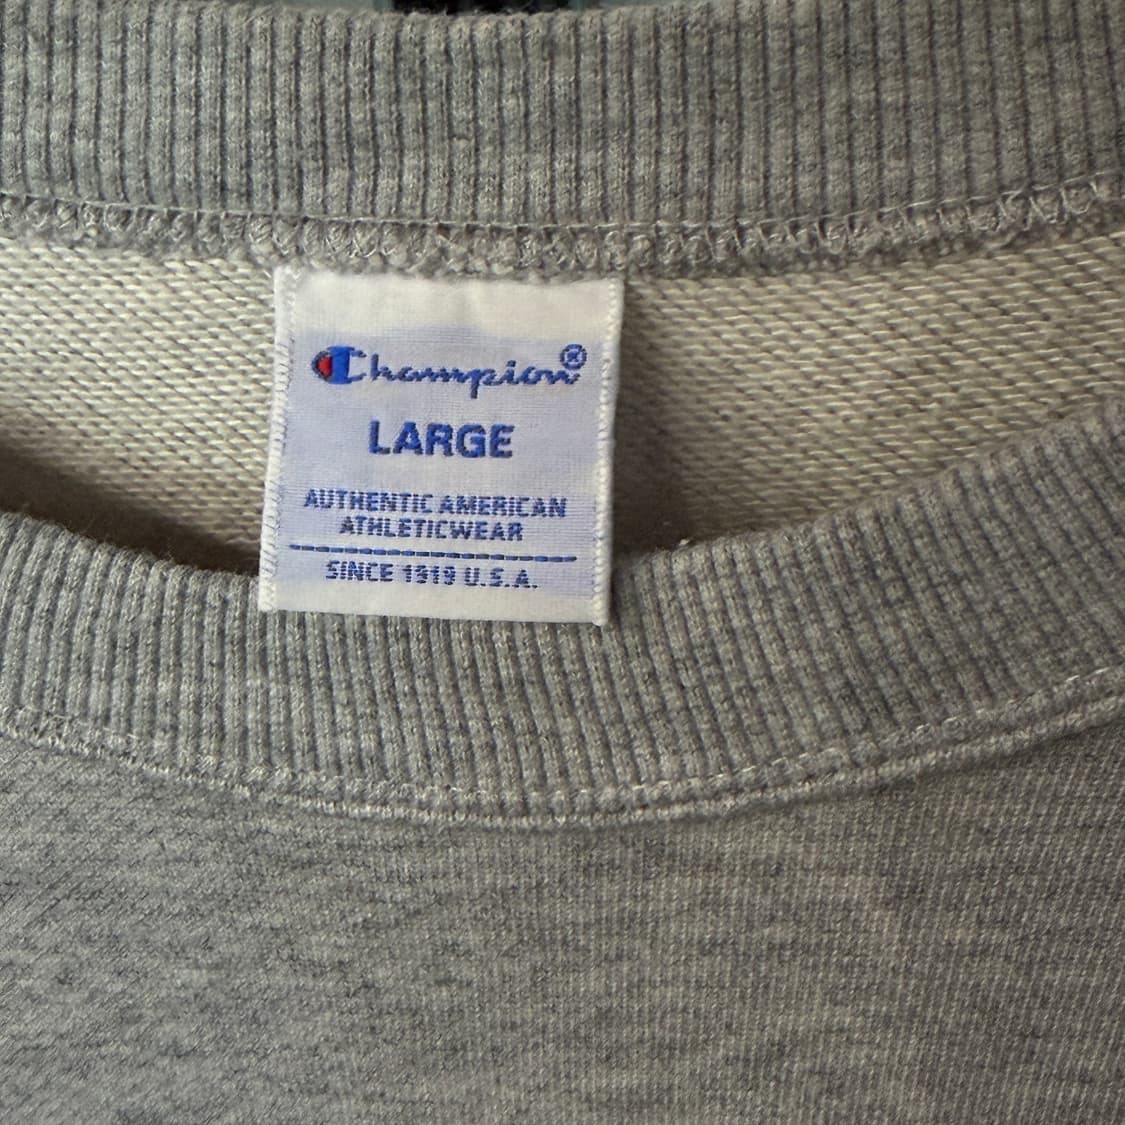 Champion®
LARGE
AUTHENTIC AMERICAN
ATHLETICWEAR
SINCE 1919 U.S.A.